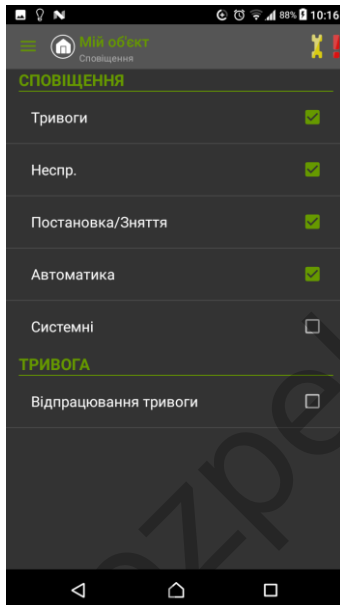 88% 10:16
Мій об'єкт
Сповіщення
СПОВІЩЕННЯ
Тривоги
Неспр.
Постановка/Зняття
Автоматика
Системні
ТРИВОГА
Відпрацювання тривоги